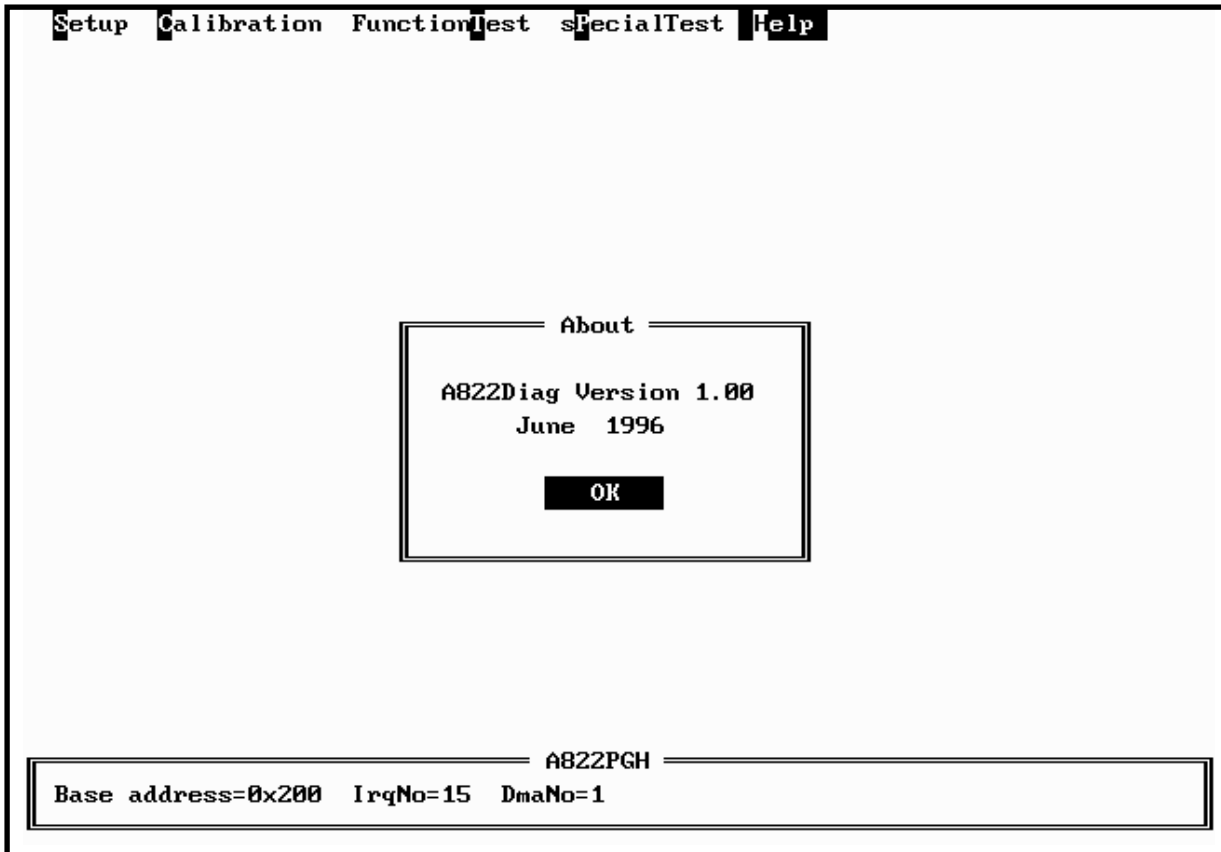 Setup Calibration FunctionTest sPecialTest Help
About
A822Diag Version 1.00
June 1996
OK
A822PGH
Base address=0x200 IrqNo=15 DmaNo=1